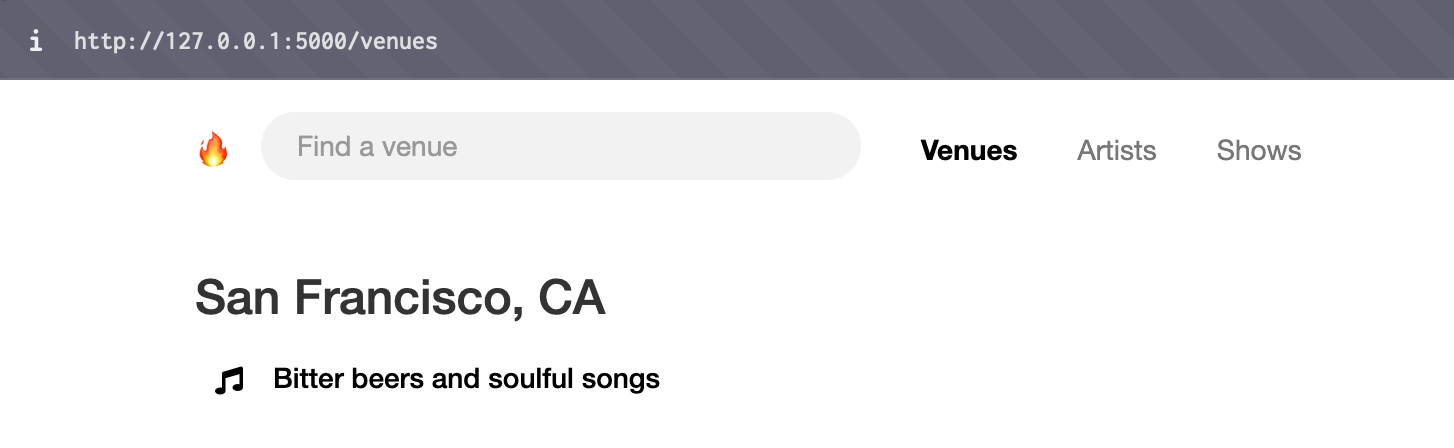 i http://127.0.0.1:5000/venues
Find a venue Venues Artists Shows
San Francisco, CA
Bitter beers and soulful songs